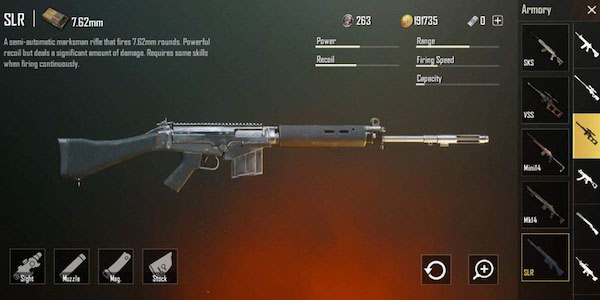 SLR 7.62mm
263
191735
0
Armory
A semi-automatic marksman rifle that fires 7.62mm rounds. Powerful
recoil but deals a significant amount of damage. Requires some skills
when firing continuously.
Power
Range
Recoil
Firing Speed
Capacity
SKS
VSS
Mini14
Mk14
SLR
Sight
Muzzle
Mag.
Stock